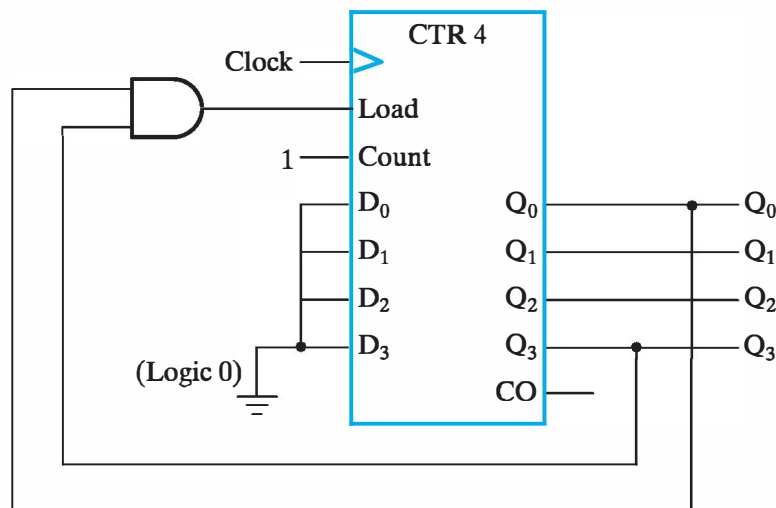 CTR 4
Clock
Load
1 Count
D₀ Q₀ Q₀
D₁ Q₁ Q₁
D₂ Q₂ Q₂
D₃ Q₃ Q₃
(Logic 0)
CO